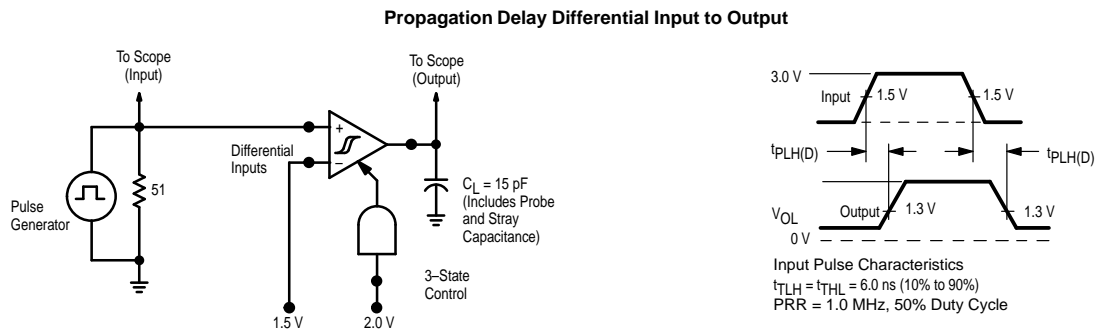 Propagation Delay Differential Input to Output
To Scope
(Input)
To Scope
(Output)
Differential
Inputs
+
–
51
Pulse
Generator
CL = 15 pF
(Includes Probe
and Stray
Capacitance)
3–State
Control
1.5 V
2.0 V
3.0 V
Input
1.5 V
1.5 V
tPLH(D)
tPLH(D)
Output
1.3 V
1.3 V
VOL
0 V
Input Pulse Characteristics
tTLH = tTHL = 6.0 ns (10% to 90%)
PRR = 1.0 MHz, 50% Duty Cycle